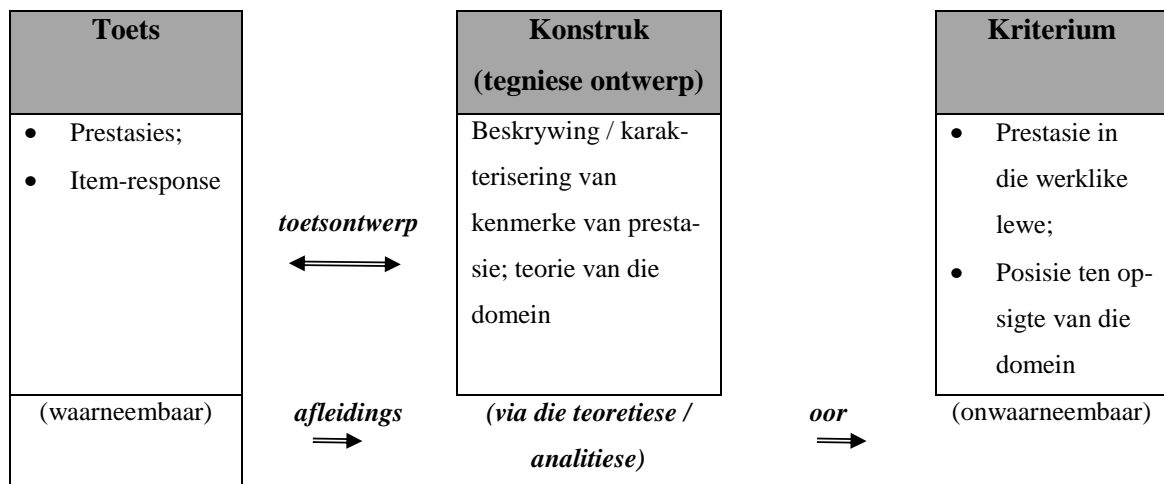 Toets
Konstruk
(tegniese ontwerp)
Kriterium
• Prestasies;
• Item-response
toetsontwerp
Beskrywing / karak-
terisering van
kenmerke van presta-
sie; teorie van die
domein
• Prestasie in
die werklike
lewe;
• Posisie ten op-
sigte van die
domein
(waarneembaar)
afleidings
(via die teoretiese /
analitiese)
oor
(onwaarneembaar)